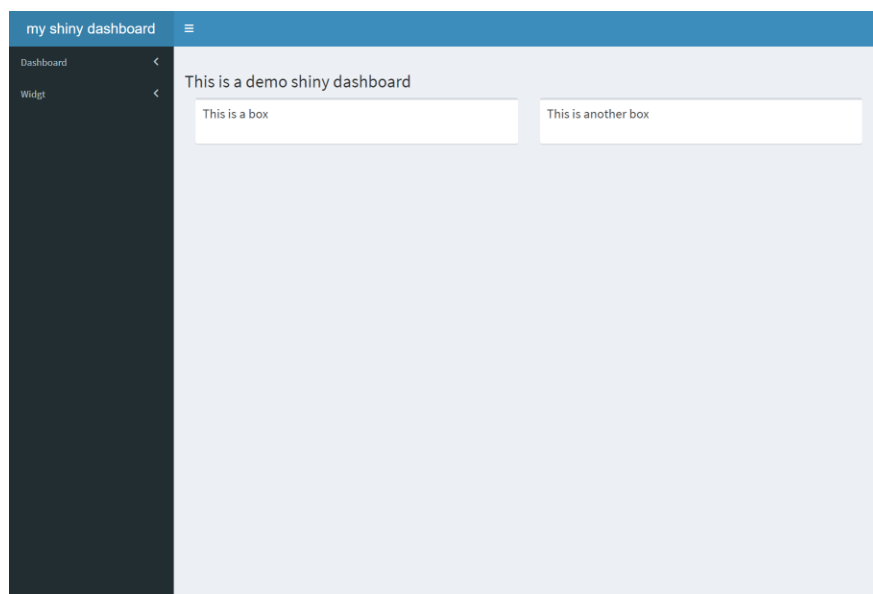 my shiny dashboard
Dashboard
Widgt
This is a demo shiny dashboard
This is a box
This is another box